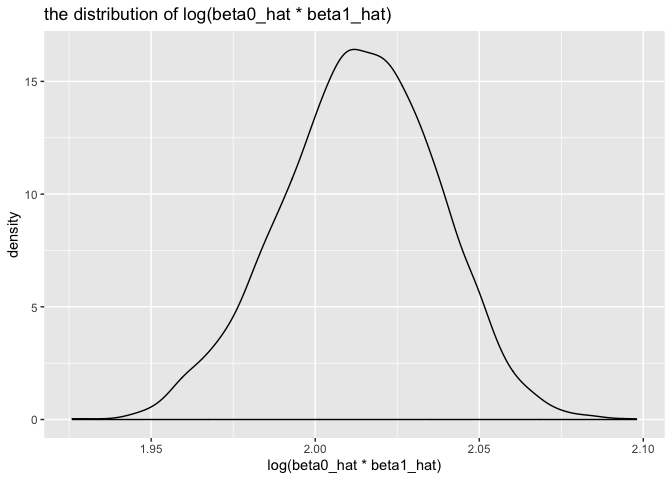 the distribution of log(beta0_hat * beta1_hat)
15
10
5
0
density
1.95
2.00
2.05
2.10
log(beta0_hat * beta1_hat)